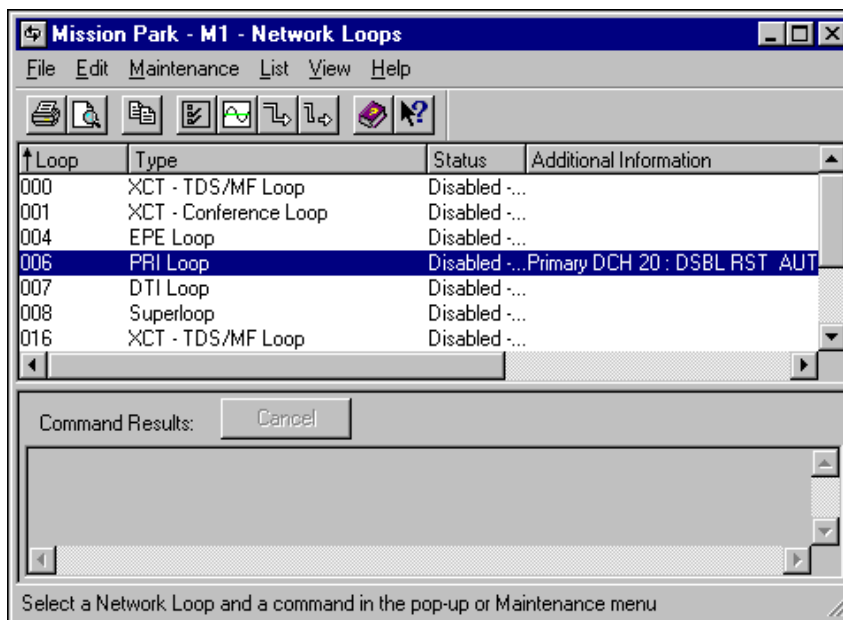 Mission Park - M1 - Network Loops
File Edit Maintenance List View Help
Loop Type Status Additional Information
000 XCT - TDS/MF Loop Disabled -...
001 XCT - Conference Loop Disabled -...
004 EPE Loop Disabled -...
006 PRI Loop Disabled -... Primary DCH 20 : DSBL RST AUT
007 DTI Loop Disabled -...
008 Superloop Disabled -...
016 XCT - TDS/MF Loop Disabled -...
Command Results: Cancel
Select a Network Loop and a command in the pop-up or Maintenance menu